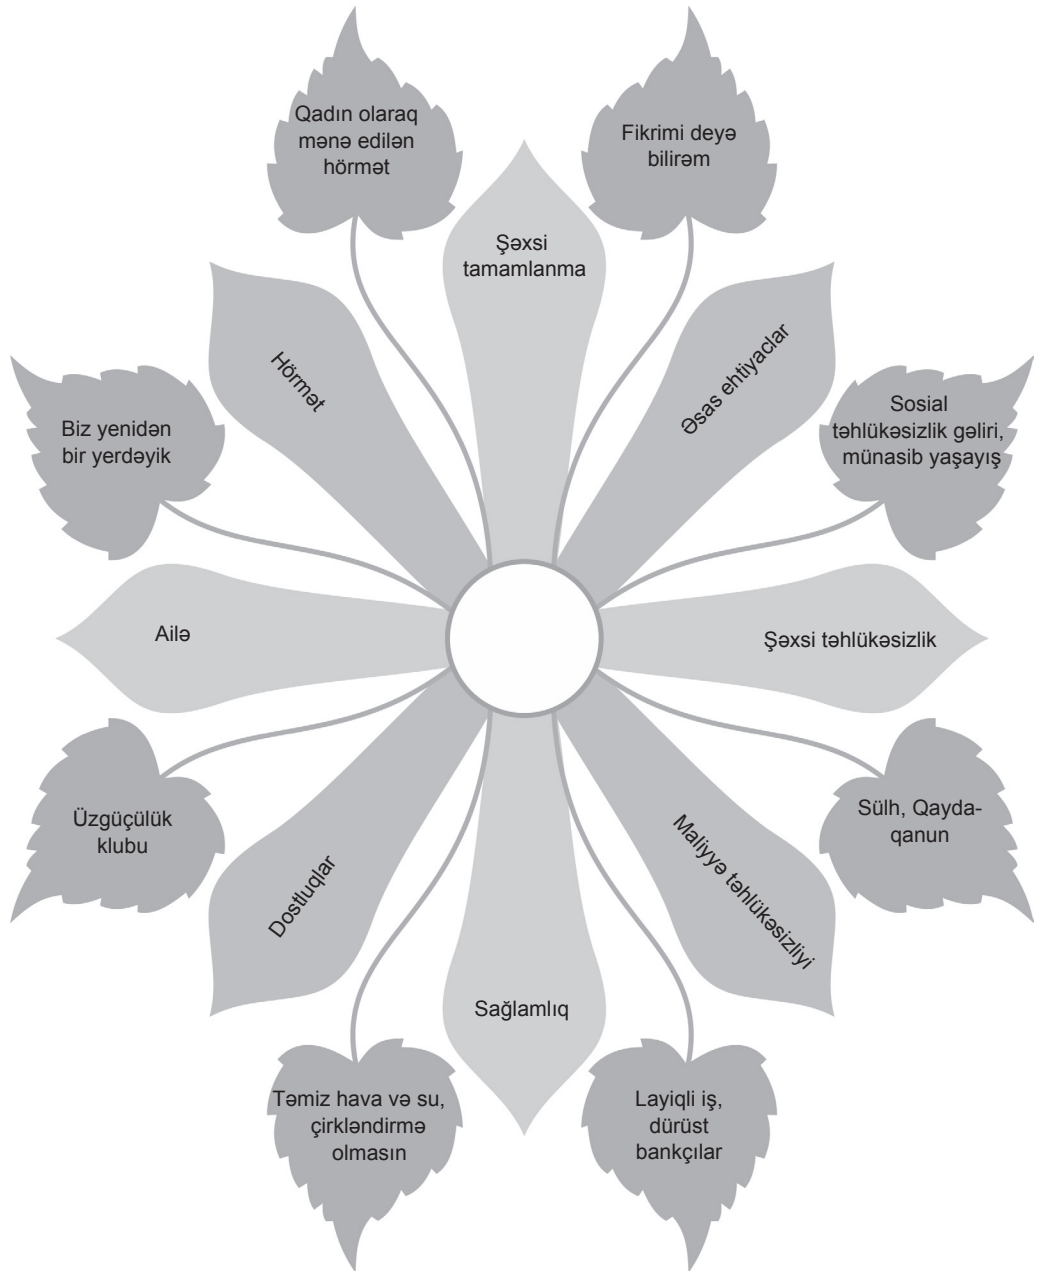 Qadın olaraq
mənə edilən
hörmət
Fikrimi deyə
bilirəm
Şəxsi
tamamlanma
Hörmət
Əsas ehtiyaclar
Biz yenidən
bir yerdəyik
Sosial
təhlükəsizlik gəliri,
münasib yaşayış
Ailə
Şəxsi təhlükəsizlik
Üzgüçülük
klubu
Sülh, Qayda-
qanun
Dostluqlar
Maliyyə təhlükəsizliyi
Sağlamlıq
Təmiz hava və su,
çirkləndirmə
olmasın
Layiqli iş,
dürüst
bankçılar